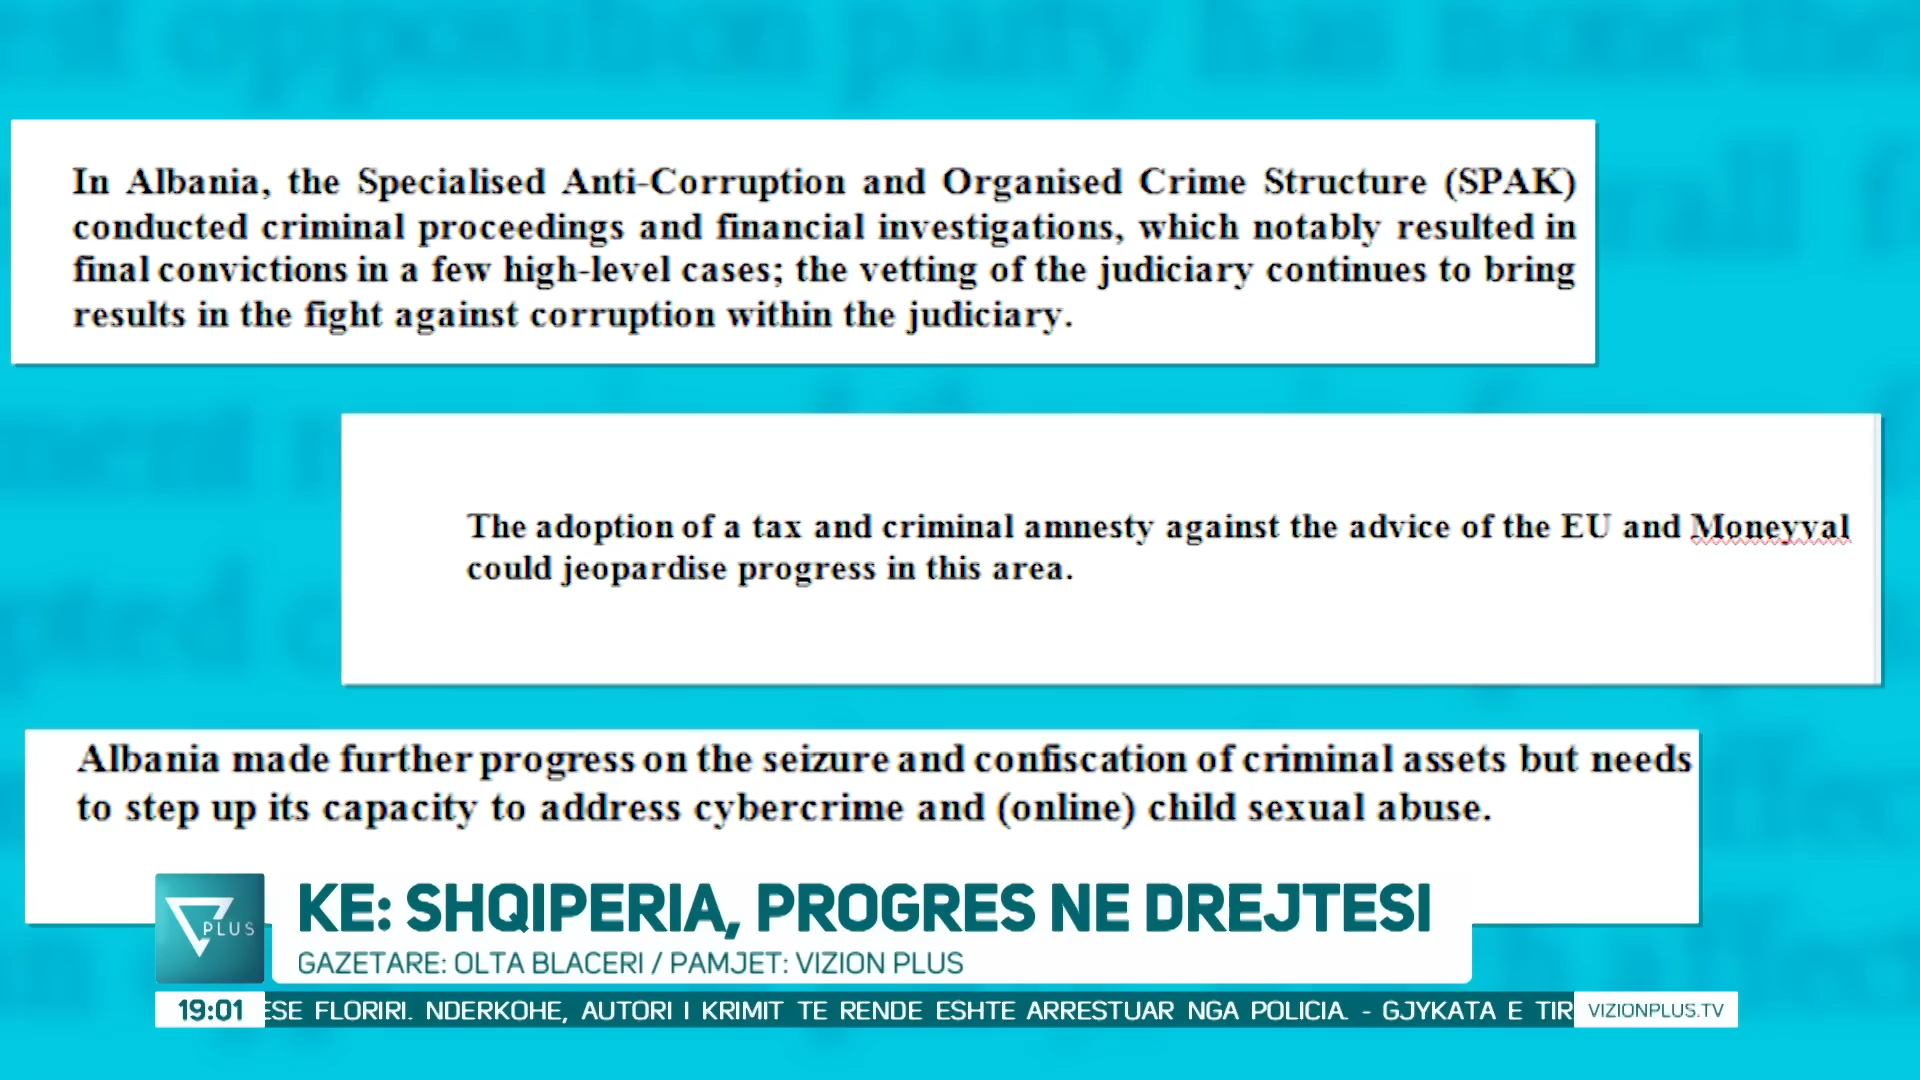 In Albania, the Specialised Anti-Corruption and Organised Crime Structure (SPAK)
conducted criminal proceedings and financial investigations, which notably resulted in
final convictions in a few high-level cases; the vetting of the judiciary continues to bring
results in the fight against corruption within the judiciary.
The adoption of a tax and criminal amnesty against the advice of the EU and Moneyval
could jeopardise progress in this area.
Albania made further progress on the seizure and confiscation of criminal assets but needs
to step up its capacity to address cybercrime and (online) child sexual abuse.
PLUS
KE: SHQIPERIA, PROGRES NE DREJTESI
GAZETARE: OLTA BLACERI / PAMJET: VIZION PLUS
19:01 ESE FLORIRI. NDERKOHE, AUTORI I KRIMIT TE RENDE ESHTE ARRESTUAR NGA POLICIA. - GJYKATA E TIR VIZIONPLUS.TV